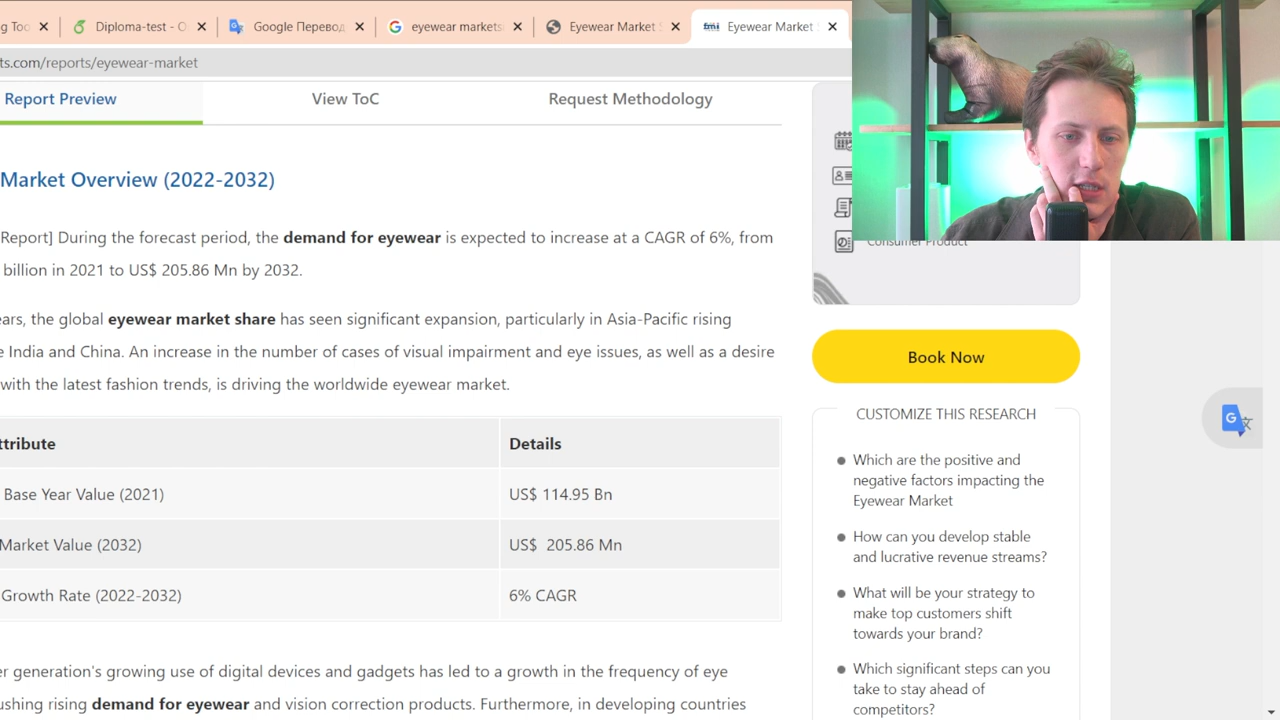 ng Too
Diploma-test - O
Google Перевод
eyewear markets
Eyewear Market S
fmi Eyewear Market
ts.com/reports/eyewear-market
Report Preview
View ToC
Request Methodology
Market Overview (2022-2032)
Report] During the forecast period, the demand for eyewear is expected to increase at a CAGR of 6%, from
billion in 2021 to US$ 205.86 Mn by 2032.
ears, the global eyewear market share has seen significant expansion, particularly in Asia-Pacific rising
e India and China. An increase in the number of cases of visual impairment and eye issues, as well as a desire
with the latest fashion trends, is driving the worldwide eyewear market.
ttribute
Details
Base Year Value (2021)
US$ 114.95 Bn
Market Value (2032)
US$ 205.86 Mn
Growth Rate (2022-2032)
6% CAGR
er generation's growing use of digital devices and gadgets has led to a growth in the frequency of eye
ushing rising demand for eyewear and vision correction products. Furthermore, in developing countries
Consumer Product
Book Now
CUSTOMIZE THIS RESEARCH
Which are the positive and
negative factors impacting the
Eyewear Market
How can you develop stable
and lucrative revenue streams?
What will be your strategy to
make top customers shift
towards your brand?
Which significant steps can you
take to stay ahead of
competitors?